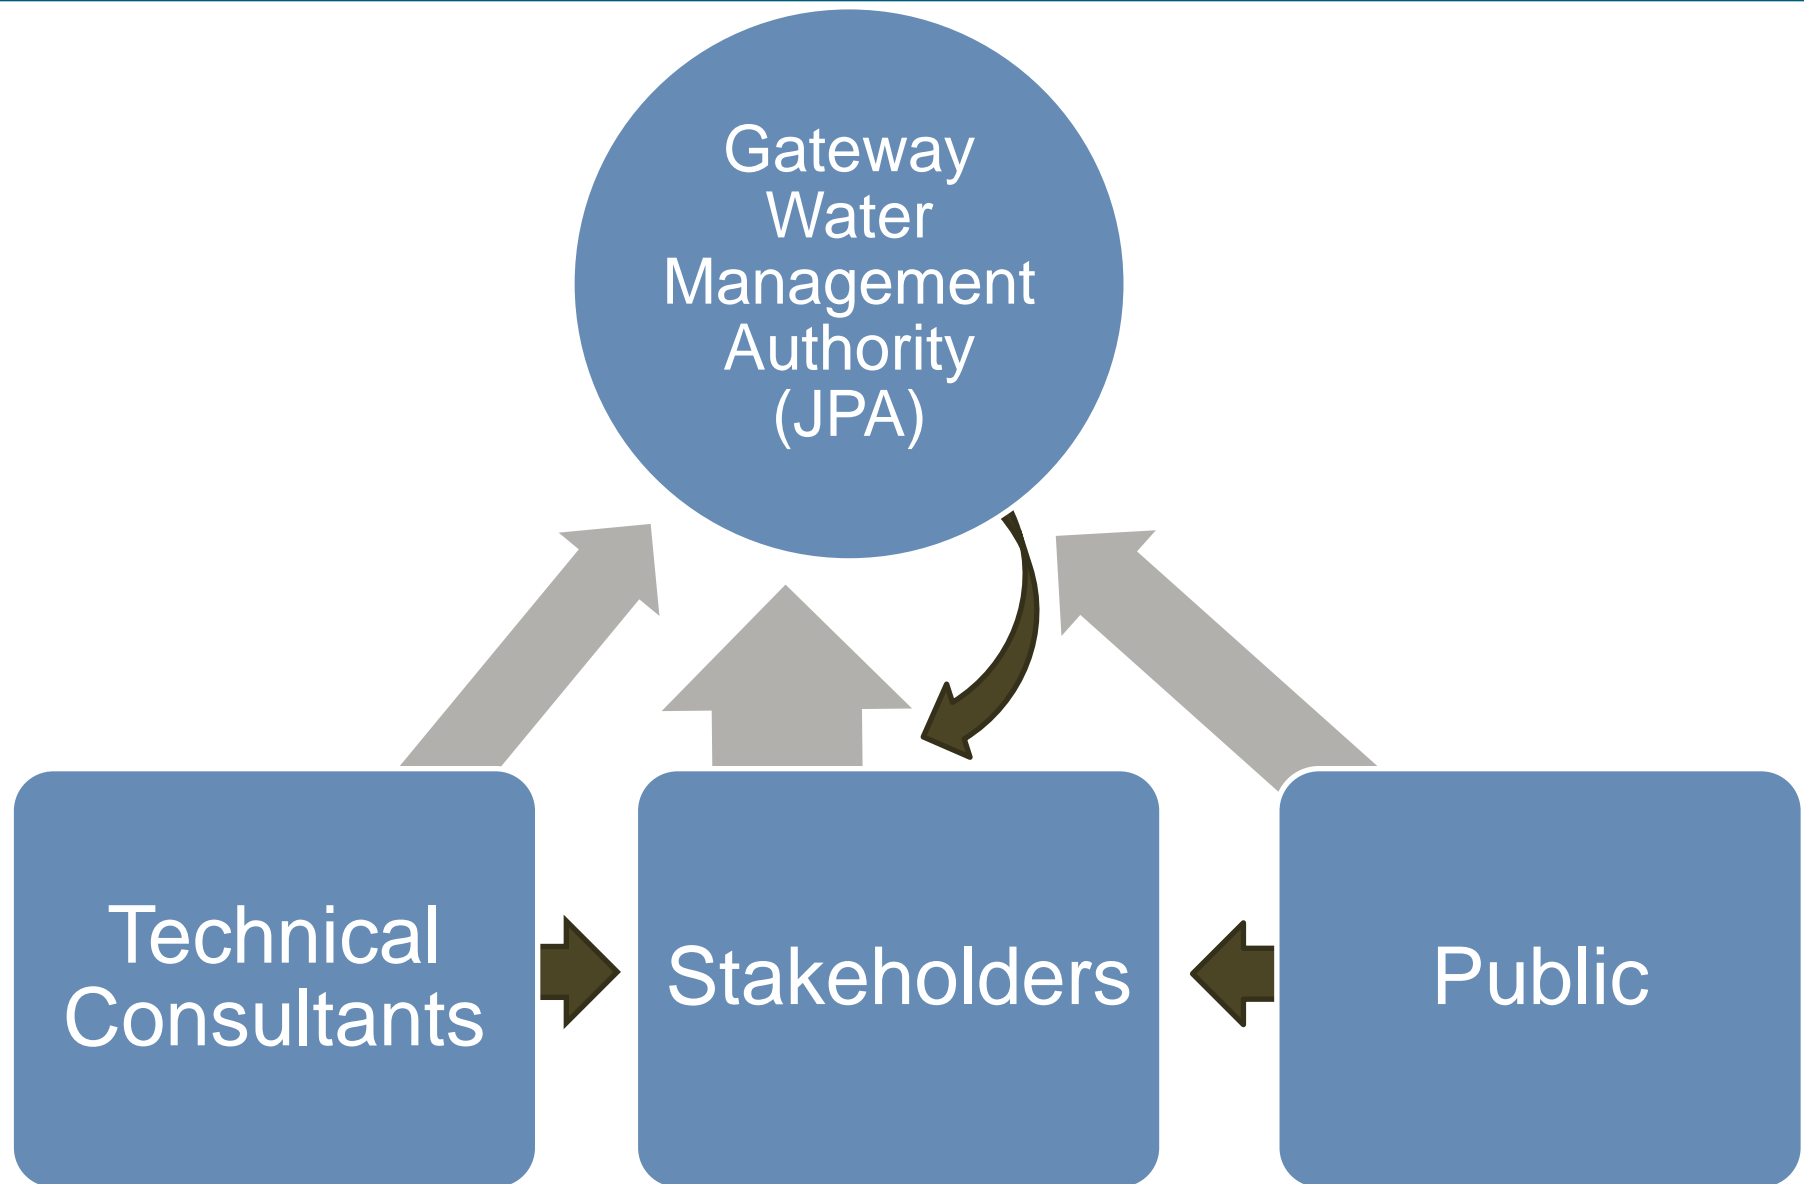 Gateway
Water
Management
Authority
(JPA)
Technical
Consultants
Stakeholders
Public